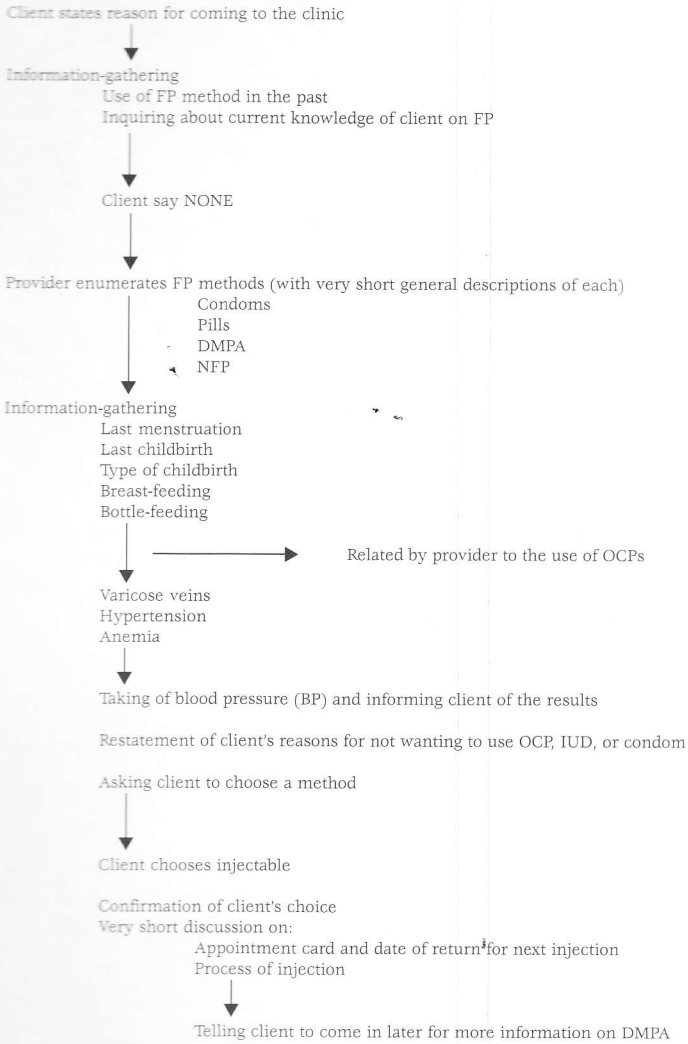 Client states reason for coming to the clinic
Information-gathering
Use of FP method in the past
Inquiring about current knowledge of client on FP
Client say NONE
Provider enumerates FP methods (with very short general descriptions of each)
Condoms
Pills
DMPA
NFP
Information-gathering
Last menstruation
Last childbirth
Type of childbirth
Breast-feeding
Bottle-feeding
Related by provider to the use of OCPs
Varicose veins
Hypertension
Anemia
Taking of blood pressure (BP) and informing client of the results
Restatement of client's reasons for not wanting to use OCP, IUD, or condom
Asking client to choose a method
Client chooses injectable
Confirmation of client's choice
Very short discussion on:
Appointment card and date of return for next injection
Process of injection
Telling client to come in later for more information on DMPA